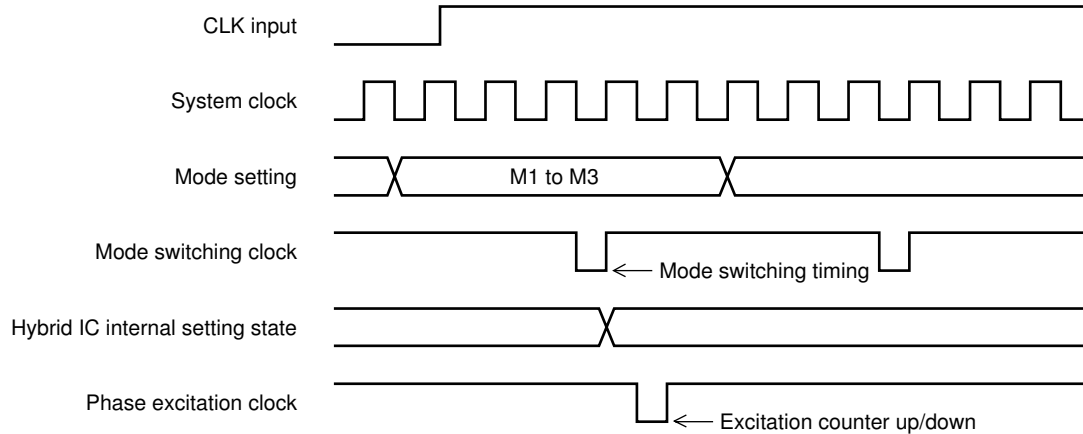 CLK input
System clock
Mode setting
M1 to M3
Mode switching clock
Mode switching timing
Hybrid IC internal setting state
Phase excitation clock
Excitation counter up/down